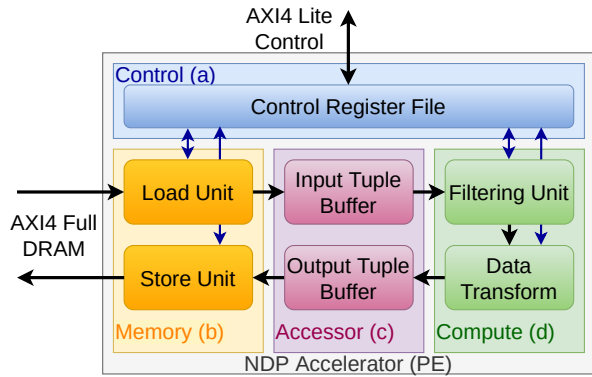 AXI4 Lite
Control
Control (a)
Control Register File
Load Unit
Input Tuple
Buffer
Filtering Unit
AXI4 Full
DRAM
Store Unit
Output Tuple
Buffer
Data
Transform
Memory (b)
Accessor (c)
Compute (d)
NDP Accelerator (PE)